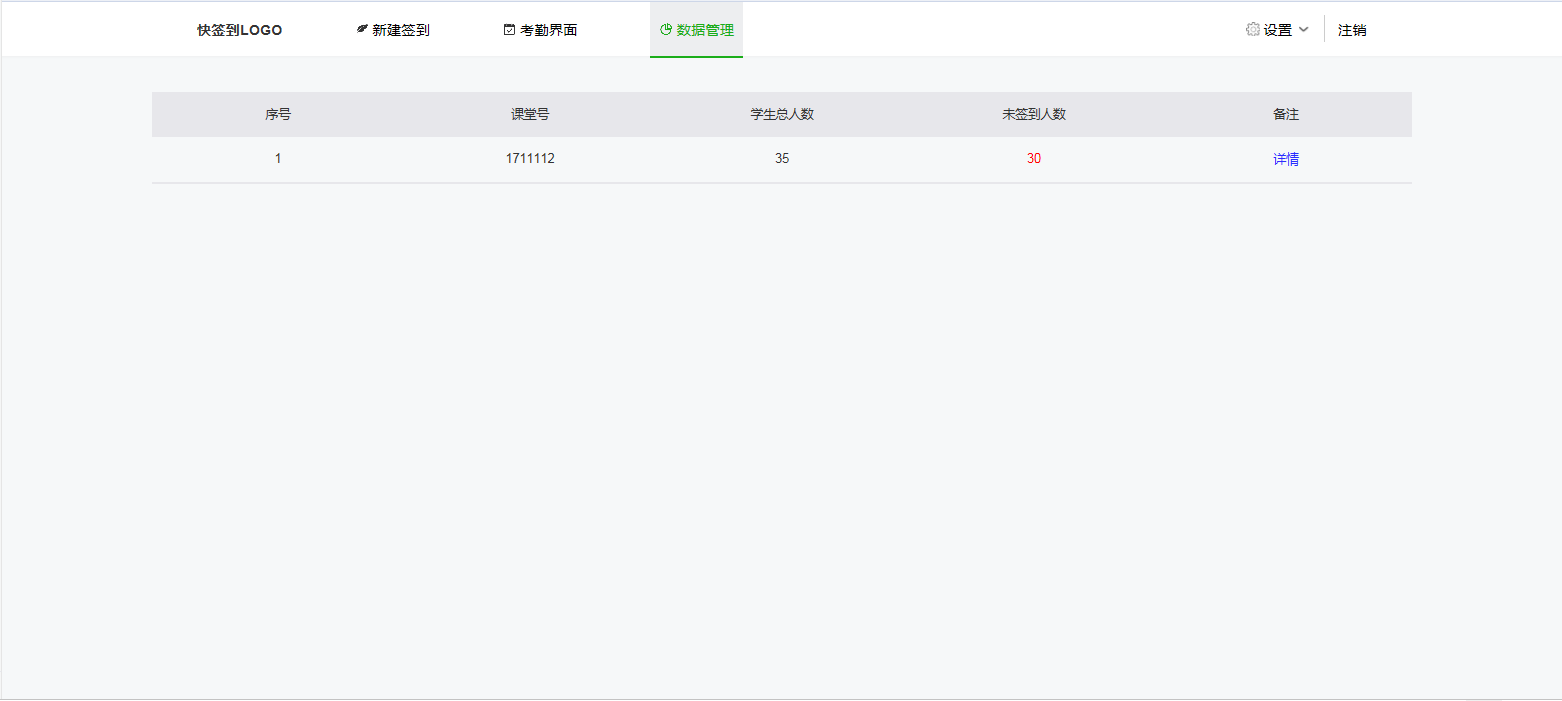 快签到LOGO 新建签到 考勤界面 数据管理 设置 注销
序号 课堂号 学生总人数 未签到人数 备注
1 1711112 35 30 详情